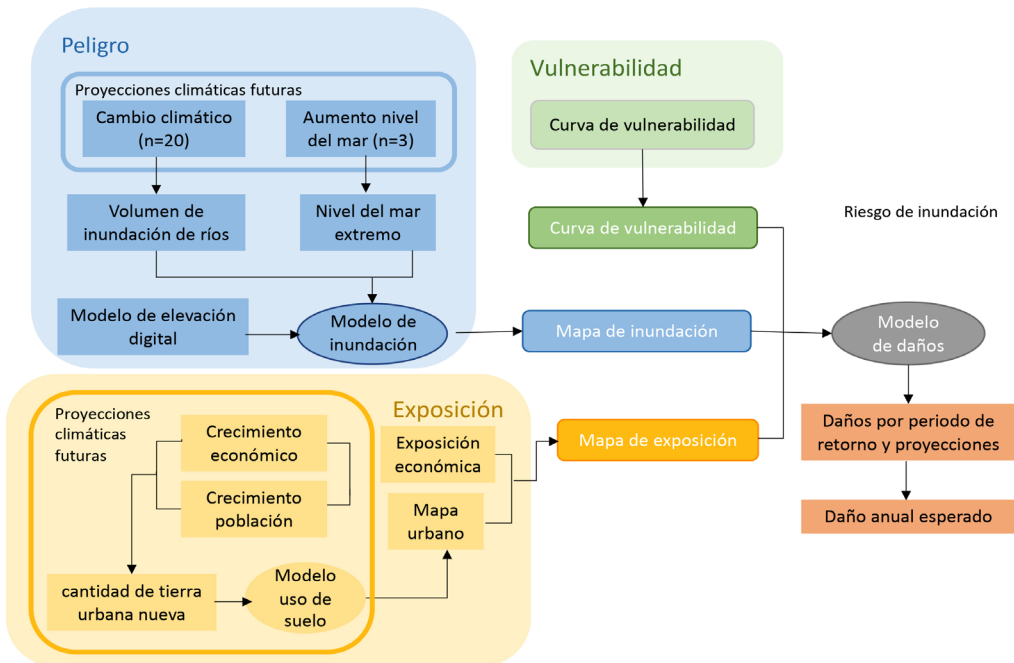 Peligro
Proyecciones climáticas futuras
Cambio climático
(n=20)
Aumento nivel
del mar (n=3)
Volumen de
inundación de ríos
Nivel del mar
extremo
Modelo de elevación
digital
Modelo de
inundación
Vulnerabilidad
Curva de vulnerabilidad
Curva de vulnerabilidad
Riesgo de inundación
Mapa de inundación
Modelo
de daños
Exposición
Proyecciones
climáticas
futuras
Crecimiento
económico
Crecimiento
población
Exposición
económica
Mapa
urbano
cantidad de tierra
urbana nueva
Modelo
uso de
suelo
Mapa de exposición
Daños por periodo de
retorno y proyecciones
Daño anual esperado